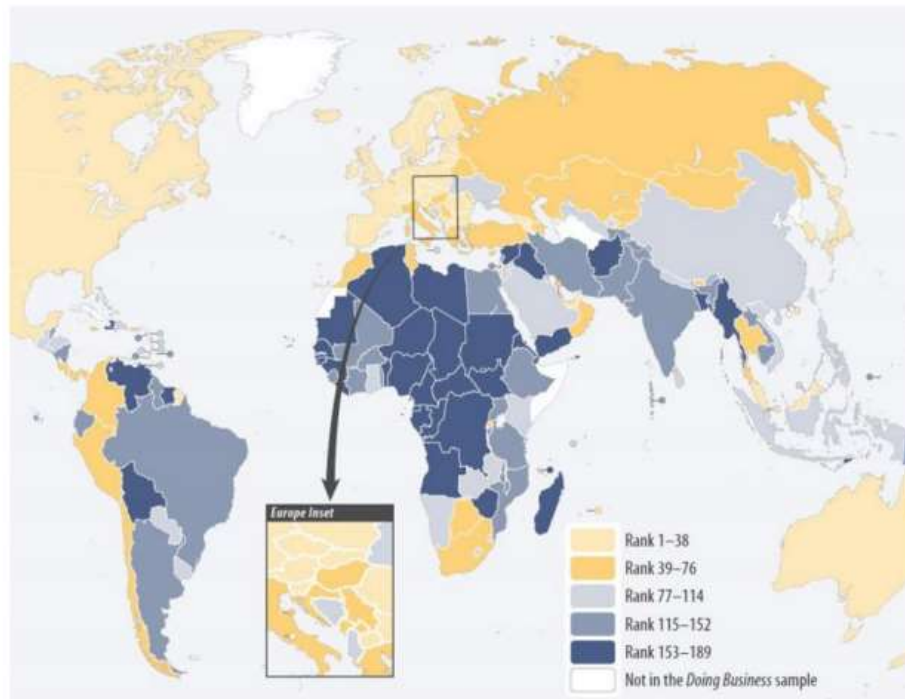 Europe Inset
Rank 1–38
Rank 39–76
Rank 77–114
Rank 115–152
Rank 153–189
Not in the Doing Business sample